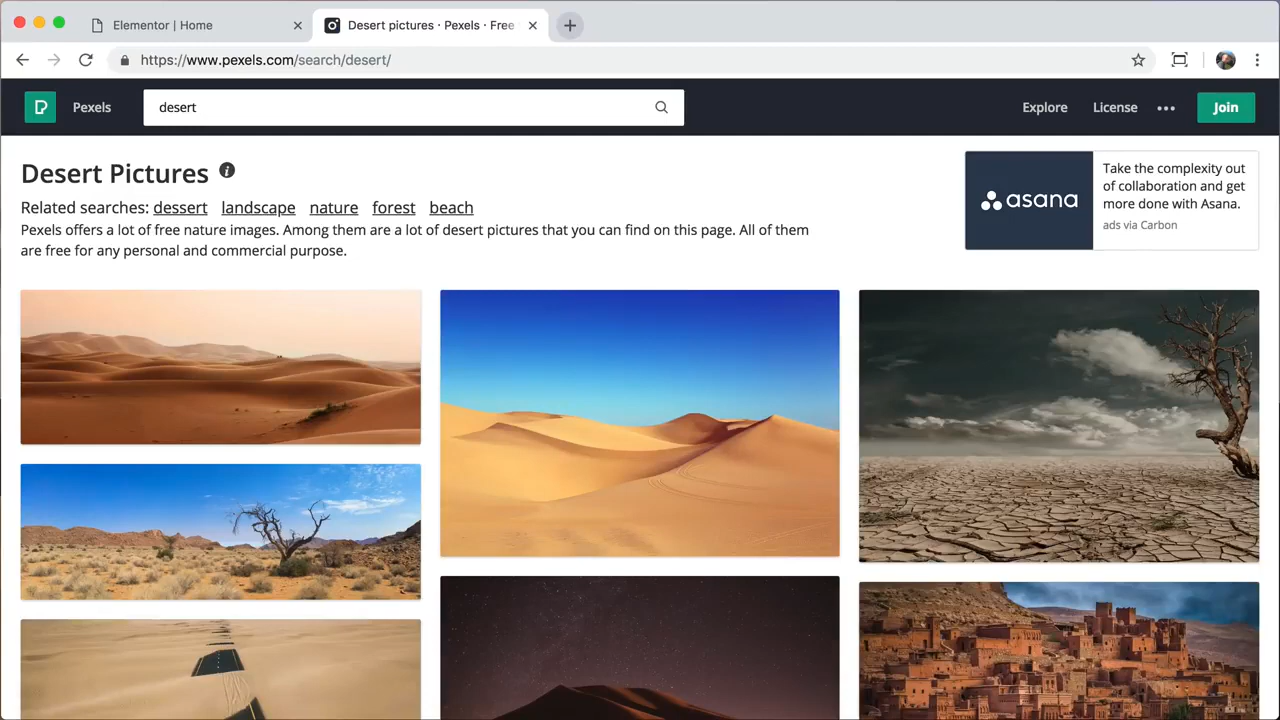 Elementor | Home
Desert pictures · Pexels · Free
https://www.pexels.com/search/desert/
Pexels
desert
Explore
License
Join
Desert Pictures
Related searches: dessert landscape nature forest beach
Pexels offers a lot of free nature images. Among them are a lot of desert pictures that you can find on this page. All of them
are free for any personal and commercial purpose.
asana
Take the complexity out
of collaboration and get
more done with Asana.
ads via Carbon